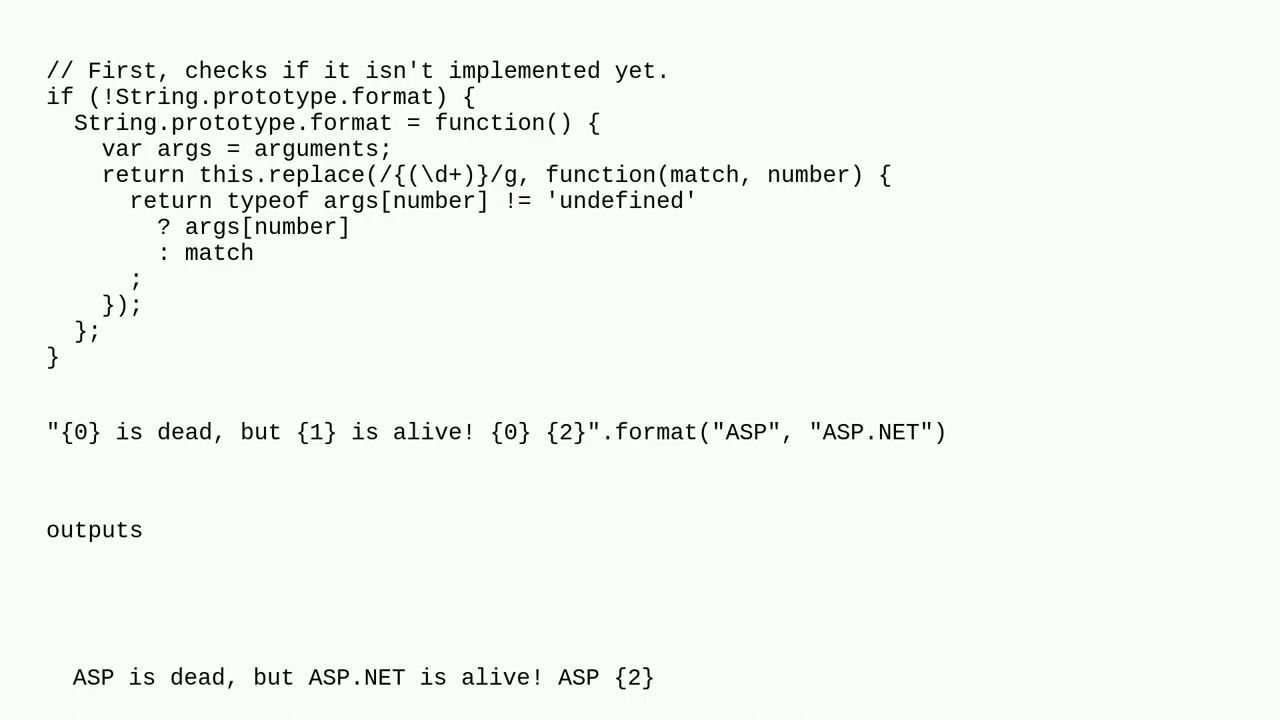 // First, checks if it isn't implemented yet.
if (!String.prototype.format) {
  String.prototype.format = function() {
    var args = arguments;
    return this.replace(/{(\d+)}/g, function(match, number) {
      return typeof args[number] != 'undefined'
        ? args[number]
        : match
      ;
    });
  };
}
"{0} is dead, but {1} is alive! {0} {2}".format("ASP", "ASP.NET")
outputs
ASP is dead, but ASP.NET is alive! ASP {2}